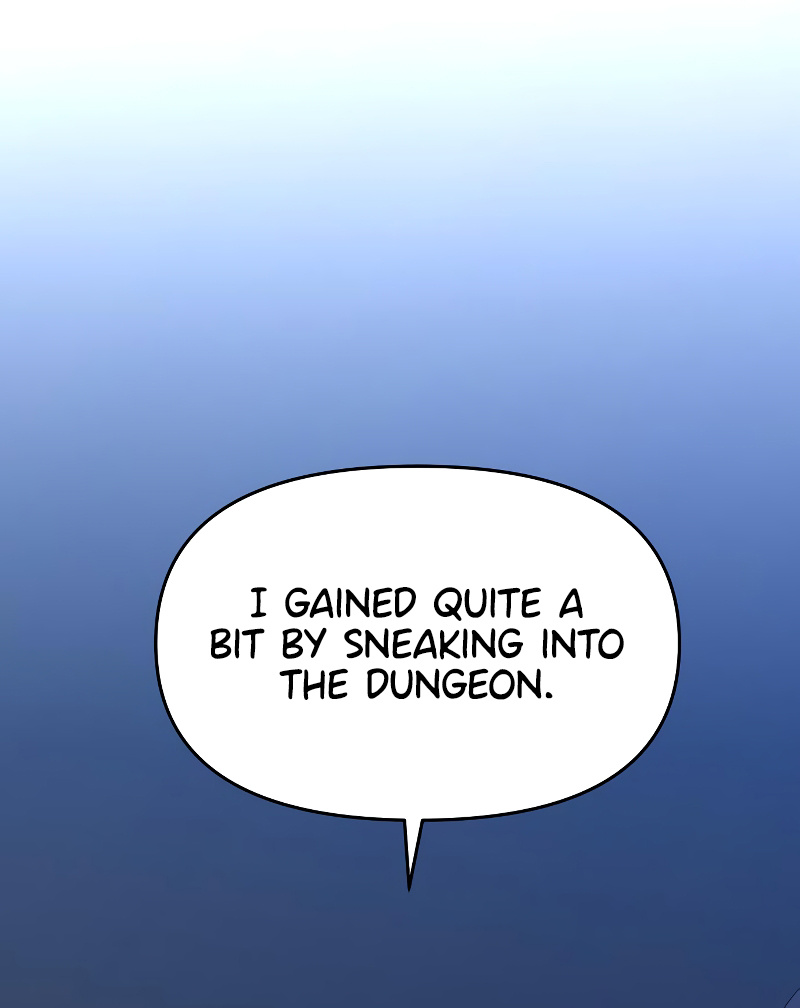 I GAINED QUITE A
BIT BY SNEAKING INTO
THE DUNGEON.